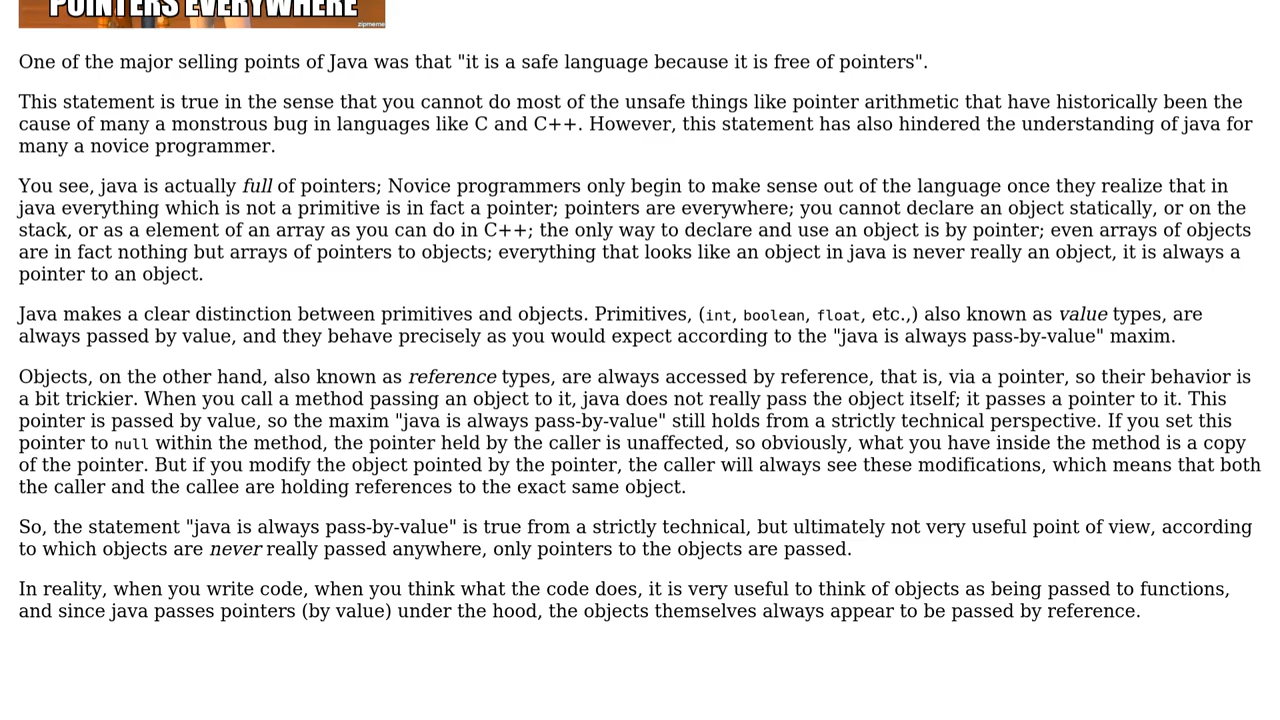 POINTERS EVERYWHERE
zipmeme
One of the major selling points of Java was that "it is a safe language because it is free of pointers".
This statement is true in the sense that you cannot do most of the unsafe things like pointer arithmetic that have historically been the
cause of many a monstrous bug in languages like C and C++. However, this statement has also hindered the understanding of java for
many a novice programmer.
You see, java is actually full of pointers; Novice programmers only begin to make sense out of the language once they realize that in
java everything which is not a primitive is in fact a pointer; pointers are everywhere; you cannot declare an object statically, or on the
stack, or as a element of an array as you can do in C++; the only way to declare and use an object is by pointer; even arrays of objects
are in fact nothing but arrays of pointers to objects; everything that looks like an object in java is never really an object, it is always a
pointer to an object.
Java makes a clear distinction between primitives and objects. Primitives, (int, boolean, float, etc.,) also known as value types, are
always passed by value, and they behave precisely as you would expect according to the "java is always pass-by-value" maxim.
Objects, on the other hand, also known as reference types, are always accessed by reference, that is, via a pointer, so their behavior is
a bit trickier. When you call a method passing an object to it, java does not really pass the object itself; it passes a pointer to it. This
pointer is passed by value, so the maxim "java is always pass-by-value" still holds from a strictly technical perspective. If you set this
pointer to null within the method, the pointer held by the caller is unaffected, so obviously, what you have inside the method is a copy
of the pointer. But if you modify the object pointed by the pointer, the caller will always see these modifications, which means that both
the caller and the callee are holding references to the exact same object.
So, the statement "java is always pass-by-value" is true from a strictly technical, but ultimately not very useful point of view, according
to which objects are never really passed anywhere, only pointers to the objects are passed.
In reality, when you write code, when you think what the code does, it is very useful to think of objects as being passed to functions,
and since java passes pointers (by value) under the hood, the objects themselves always appear to be passed by reference.